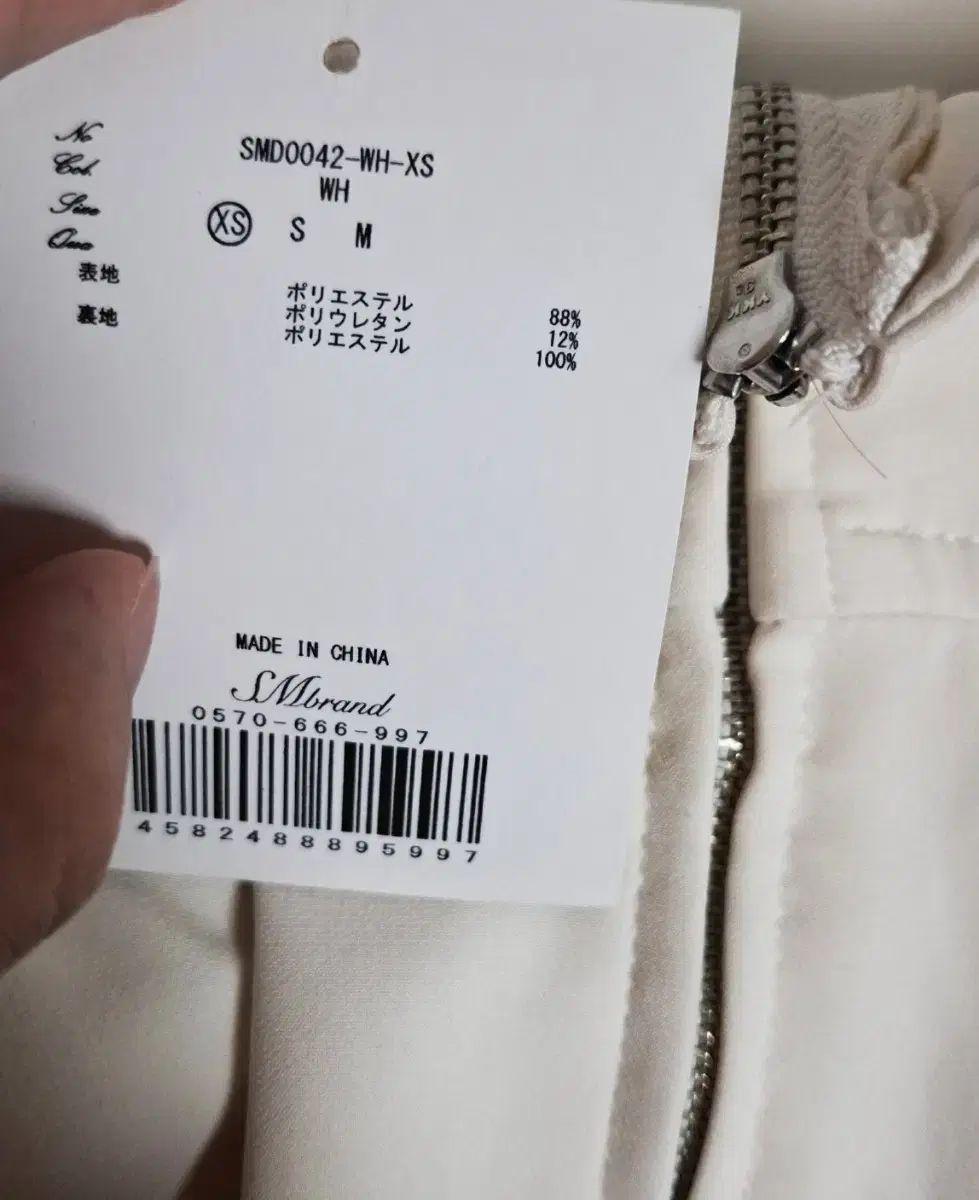 No SMD0042-WH-XS
Col. WH
Size XS S M
Qua
表地 ポリエステル 88%
ポリウレタン 12%
裏地 ポリエステル 100%
MADE IN CHINA
SMbrand
0570-666-997
4582488895997
YKK